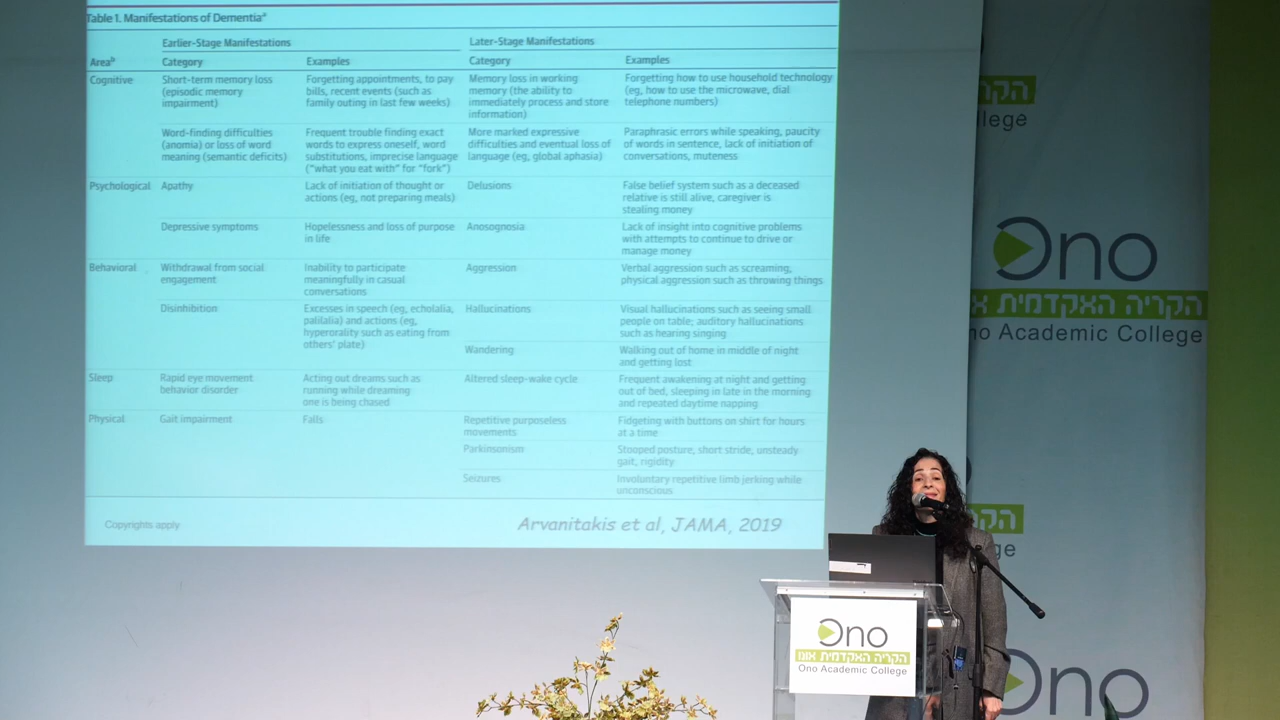 Table 1. Manifestations of Dementiaᵃ
Earlier-Stage Manifestations
Later-Stage Manifestations
Areaᵇ
Category
Examples
Category
Examples
Cognitive
Short-term memory loss
(episodic memory
impairment)
Forgetting appointments, to pay
bills, recent events (such as
family outing in last few weeks)
Memory loss in working
memory (the ability to
immediately process and store
information)
Forgetting how to use household technology
(eg, how to use the microwave, dial
telephone numbers)
Word-finding difficulties
(anomia) or loss of word
meaning (semantic deficits)
Frequent trouble finding exact
words to express oneself, word
substitutions, imprecise language
("what you eat with" for "fork")
More marked expressive
difficulties and eventual loss of
language (eg, global aphasia)
Paraphrasic errors while speaking, paucity
of words in sentence, lack of initiation of
conversations, muteness
Psychological
Apathy
Lack of initiation of thought or
actions (eg, not preparing meals)
Delusions
False belief system such as a deceased
relative is still alive, caregiver is
stealing money
Depressive symptoms
Hopelessness and loss of purpose
in life
Anosognosia
Lack of insight into cognitive problems
with attempts to continue to drive or
manage money
Behavioral
Withdrawal from social
engagement
Inability to participate
meaningfully in casual
conversations
Aggression
Verbal aggression such as screaming,
physical aggression such as throwing things
Disinhibition
Excesses in speech (eg, echolalia,
palilalia) and actions (eg,
hyperorality such as eating from
others' plate)
Hallucinations
Visual hallucinations such as seeing small
people on table; auditory hallucinations
such as hearing singing
Wandering
Walking out of home in middle of night
and getting lost
Sleep
Rapid eye movement
behavior disorder
Acting out dreams such as
running while dreaming
one is being chased
Altered sleep-wake cycle
Frequent awakening at night and getting
out of bed, sleeping in late in the morning
and repeated daytime napping
Physical
Gait impairment
Falls
Repetitive purposeless
movements
Fidgeting with buttons on shirt for hours
at a time
Parkinsonism
Stooped posture, short stride, unsteady
gait, rigidity
Seizures
Involuntary repetitive limb jerking while
unconscious
Copyrights apply
Arvanitakis et al, JAMA, 2019
הקר
llege
Ono
הקריה האקדמית או
no Academic College
הקר
ge
Ono
הקריה האקדמית אונו
Ono Academic College
Ono